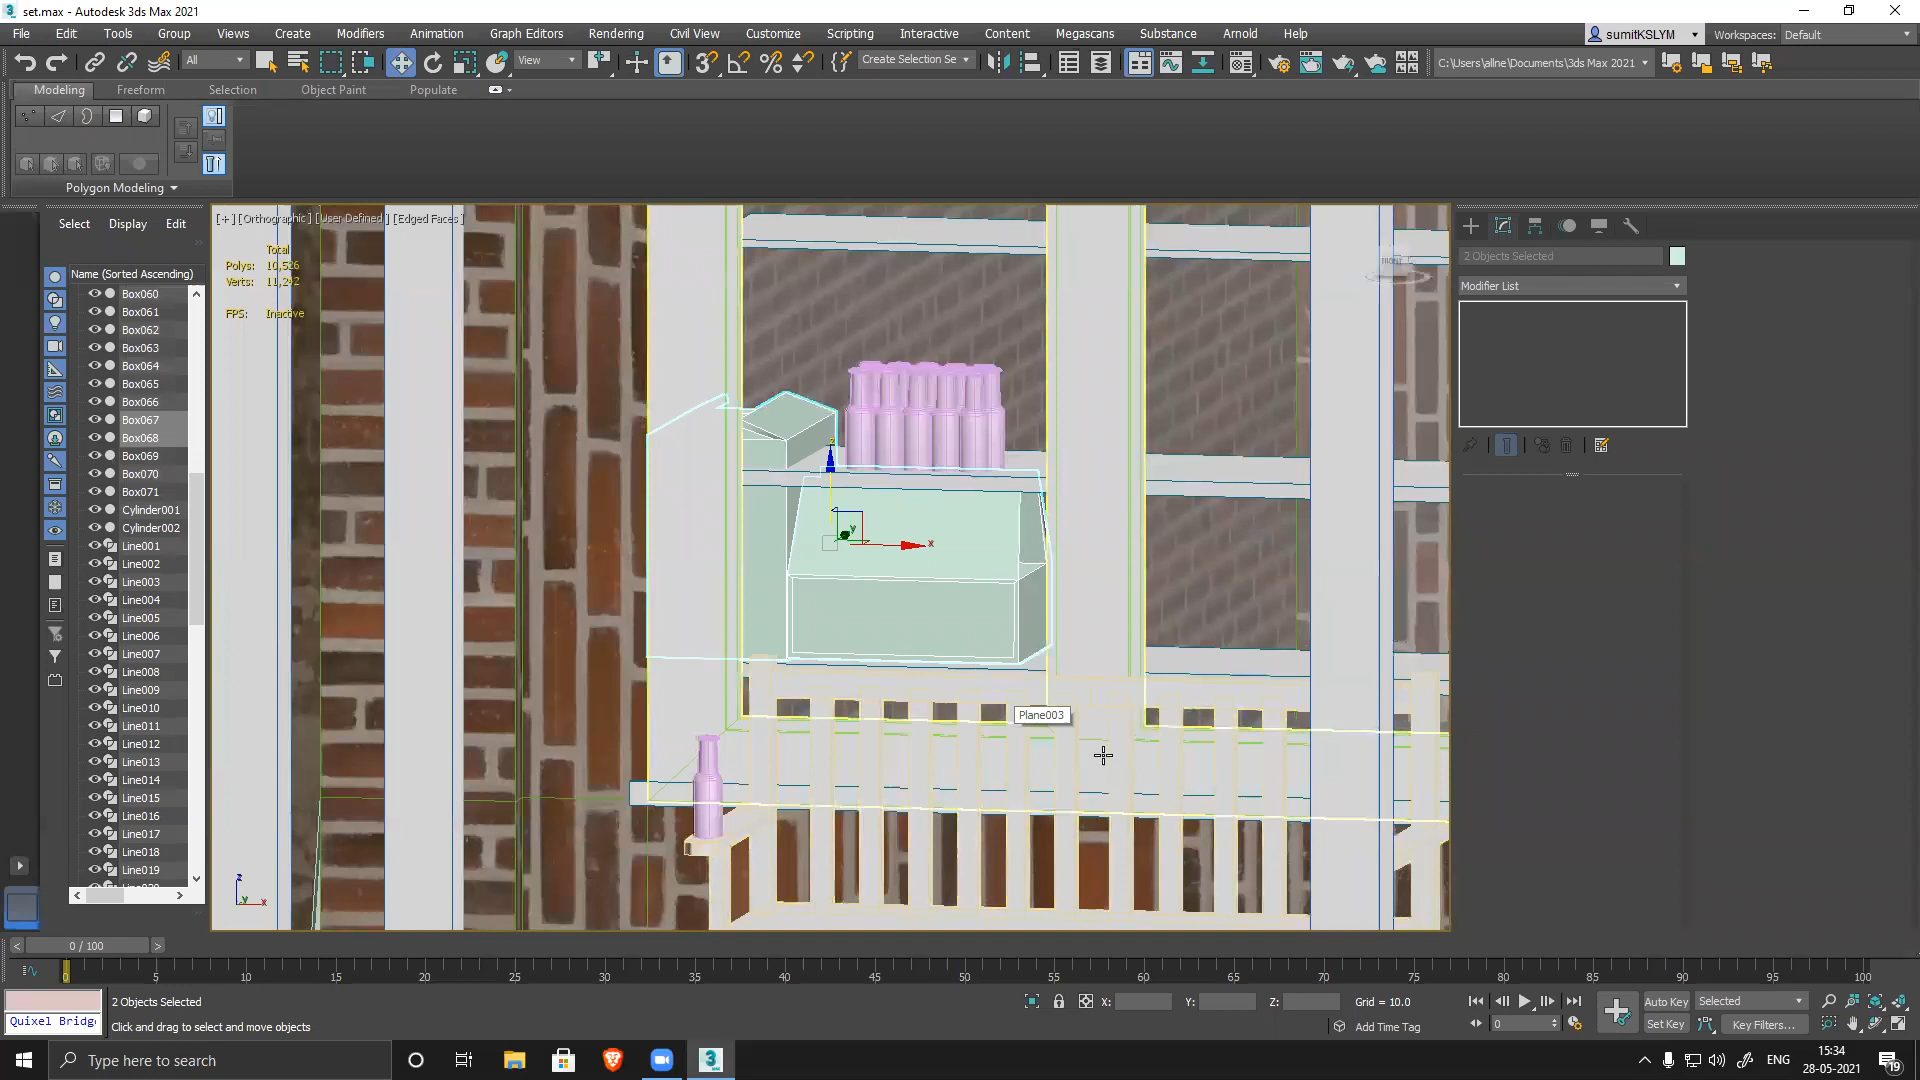 set.max - Autodesk 3ds Max 2021
File Edit Tools Group Views Create Modifiers Animation Graph Editors Rendering Civil View Customize Scripting Interactive Content Megascans Substance Arnold Help
sumitKSLYM Workspaces: Default
All View Create Selection Se C:\Users\allne\Documents\3ds Max 2021
Modeling Freeform Selection Object Paint Populate
Polygon Modeling
Select Display Edit
[+] [Orthographic] [User Defined] [Edged Faces]
Total
Polys: 10,526
Verts: 11,242
FPS: Inactive
FRONT
2 Objects Selected
Modifier List
Name (Sorted Ascending)
Box060
Box061
Box062
Box063
Box064
Box065
Box066
Box067
Box068
Box069
Box070
Box071
Cylinder001
Cylinder002
Line001
Line002
Line003
Line004
Line005
Line006
Line007
Line008
Line009
Line010
Line011
Line012
Line013
Line014
Line015
Line016
Line017
Line018
Line019
z
x
y
Plane003
z
y
x
0 / 100
0 5 10 15 20 25 30 35 40 45 50 55 60 65 70 75 80 85 90 95 100
2 Objects Selected
X: Y: Z: Grid = 10.0
Auto Key Selected
Quixel Bridg
Click and drag to select and move objects
Add Time Tag
0
Set Key Key Filters...
Type here to search
3
MAX
ENG
15:34
28-05-2021
19